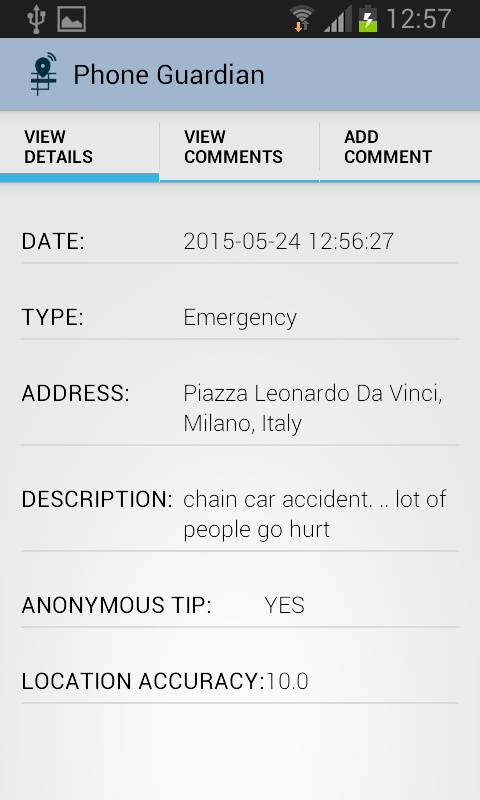 12:57
Phone Guardian
VIEW DETAILS
VIEW COMMENTS
ADD COMMENT
DATE: 2015-05-24 12:56:27
TYPE: Emergency
ADDRESS: Piazza Leonardo Da Vinci,
Milano, Italy
DESCRIPTION: chain car accident. .. lot of
people go hurt
ANONYMOUS TIP: YES
LOCATION ACCURACY:10.0